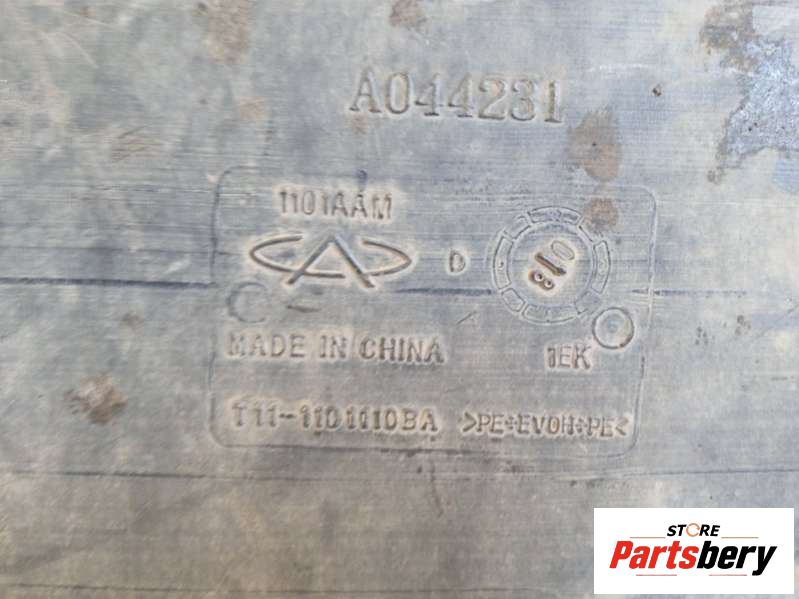 A044231
1101AAM
D
018
MADE IN CHINA
1EK
T11-1101110BA >PE+EVOH+PE<
STORE
Partsbery